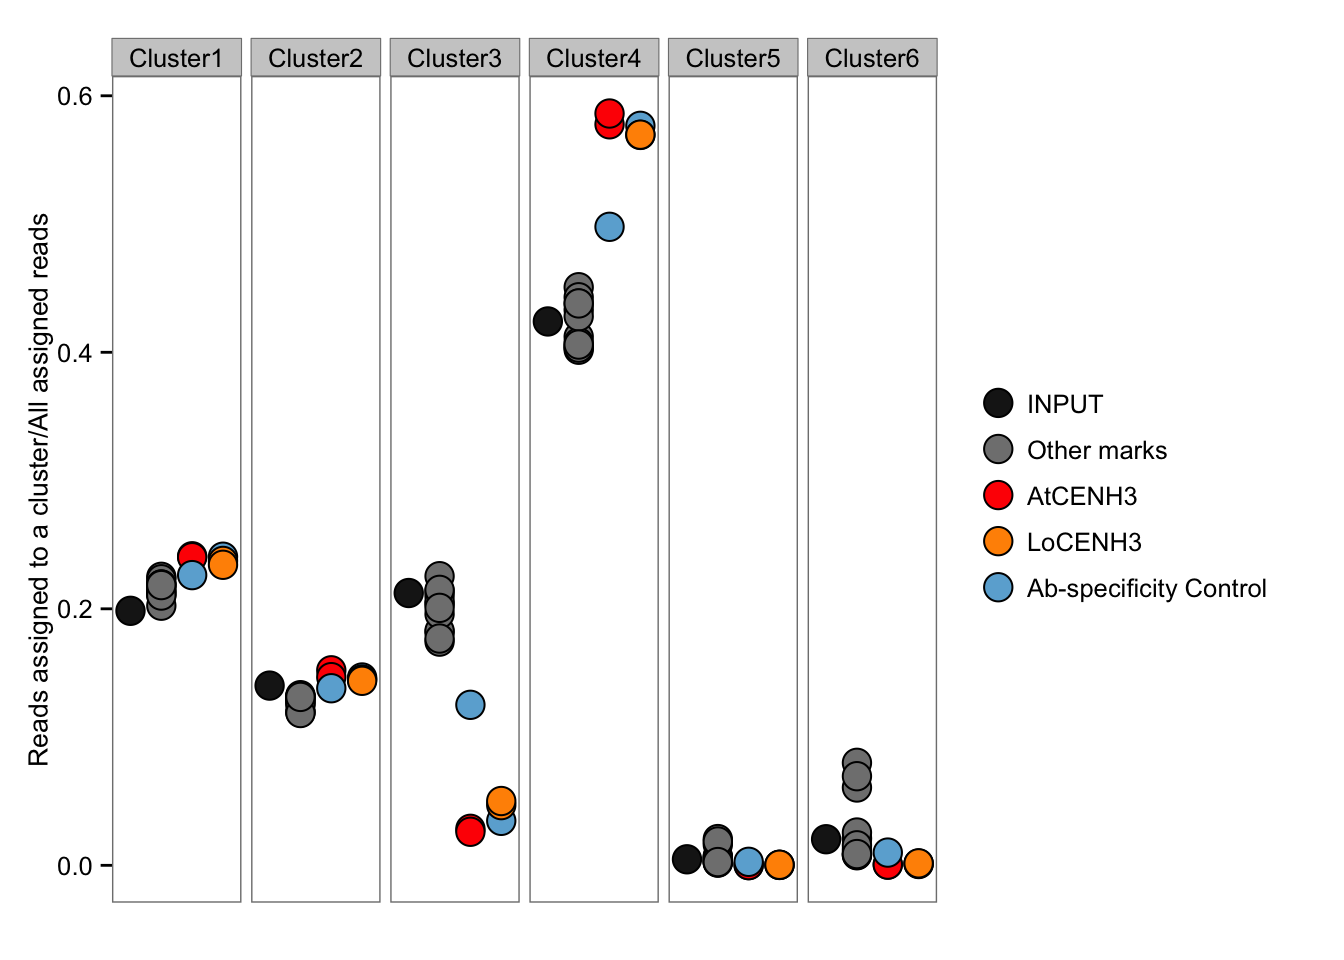 Cluster1 Cluster2 Cluster3 Cluster4 Cluster5 Cluster6
Reads assigned to a cluster/All assigned reads
0.6
0.4
0.2
0.0
INPUT
Other marks
AtCENH3
LoCENH3
Ab-specificity Control